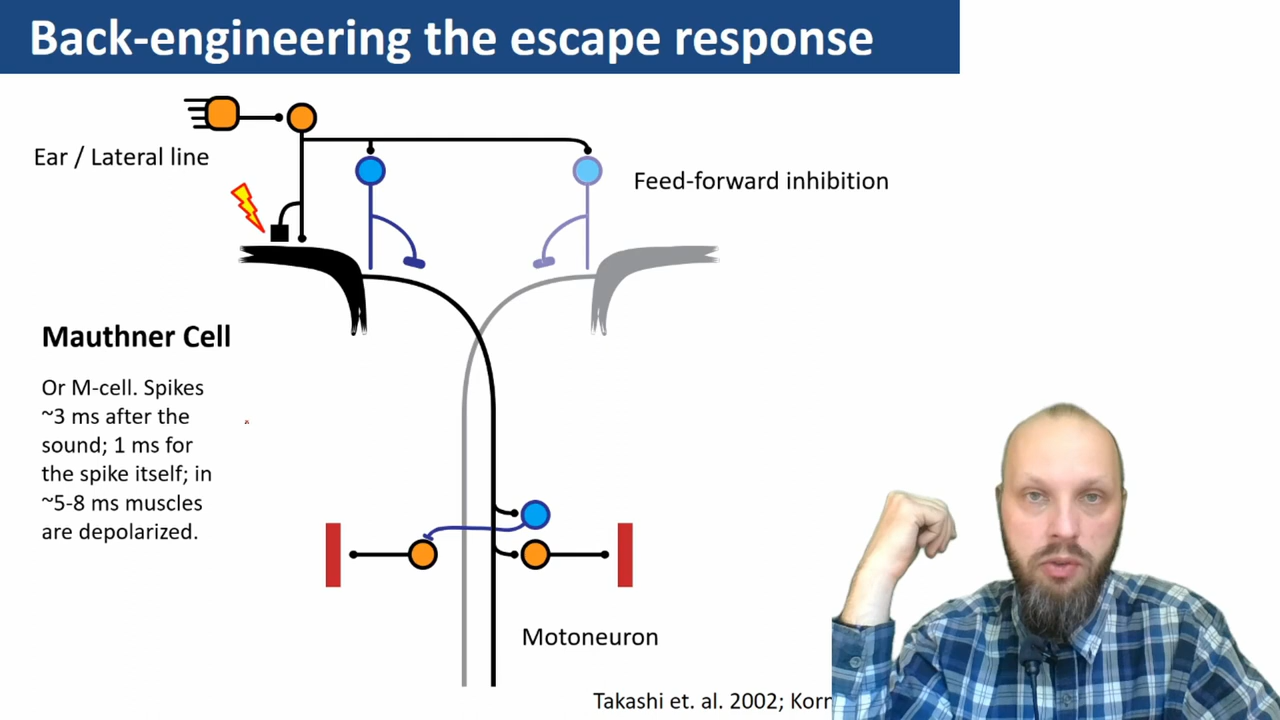 Back-engineering the escape response
Ear / Lateral line
Feed-forward inhibition
Mauthner Cell
Or M-cell. Spikes
~3 ms after the
sound; 1 ms for
the spike itself; in
~5-8 ms muscles
are depolarized.
Motoneuron
Takashi et. al. 2002;